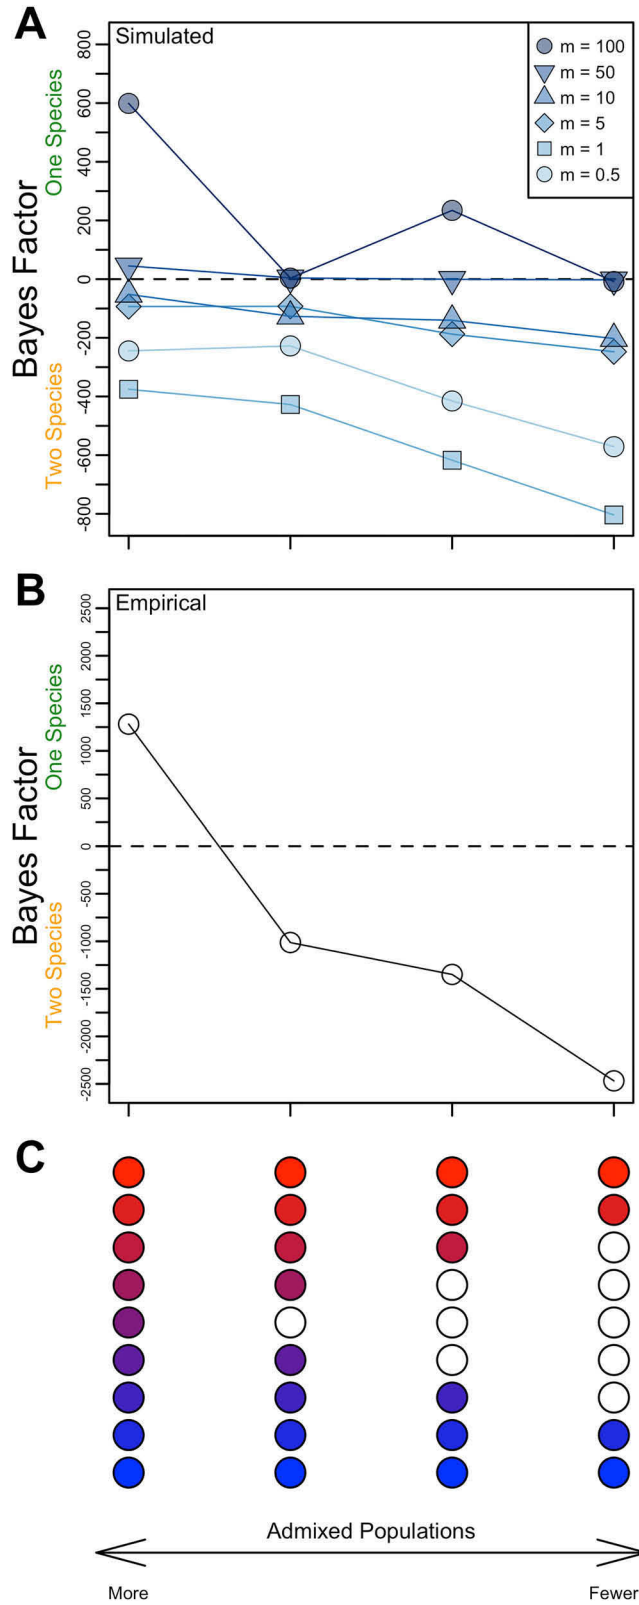 A
Simulated
m = 100
m = 50
m = 10
m = 5
m = 1
m = 0.5
800
600
400
200
0
-200
-400
-600
-800
Bayes Factor
One Species
Two Species
B
Empirical
2500
2000
1500
1000
500
0
-500
-1000
-1500
-2000
-2500
Bayes Factor
One Species
Two Species
C
Admixed Populations
More
Fewer